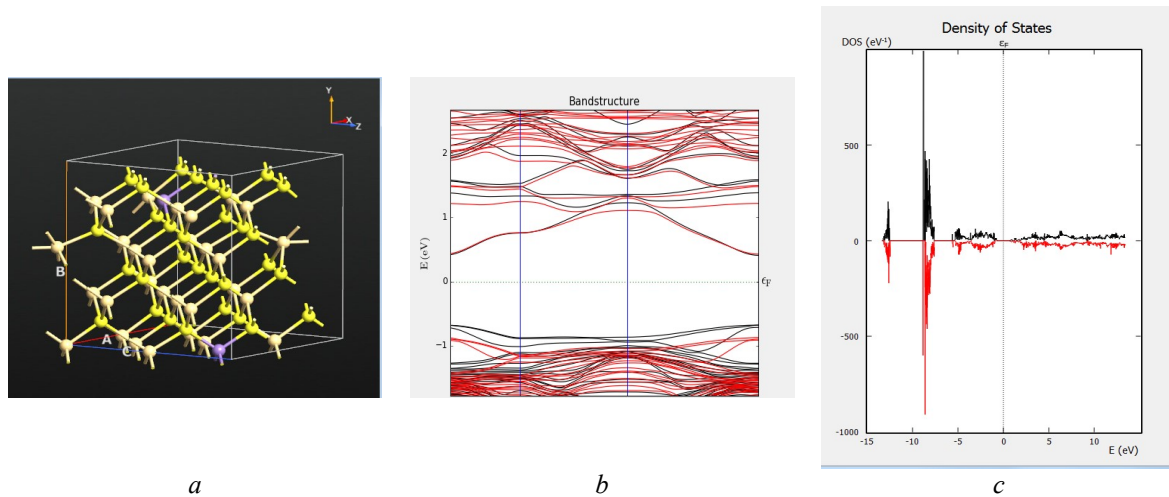 Y
X
Z
B
A
C
a
Bandstructure
E (eV)
2
1
0
−1
ϵF
b
Density of States
DOS (eV-1)
εF
500
0
-500
-1000
-15
-10
-5
0
5
10
E (eV)
c